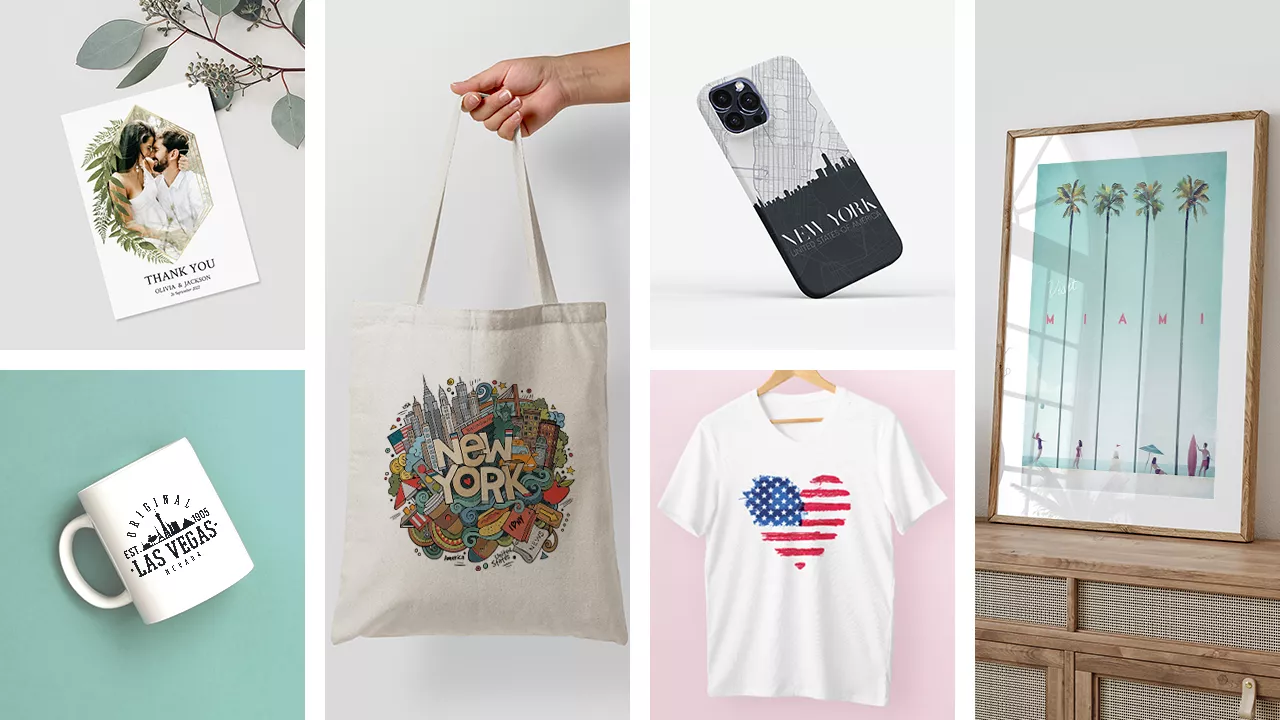 THANK YOU
OLIVIA & JACKSON
ORIGINAL
EST. 1905
LAS VEGAS
NEVADA
NEW
YORK
America
NEW YORK
UNITED STATES OF AMERICA
Visit
MIAMI